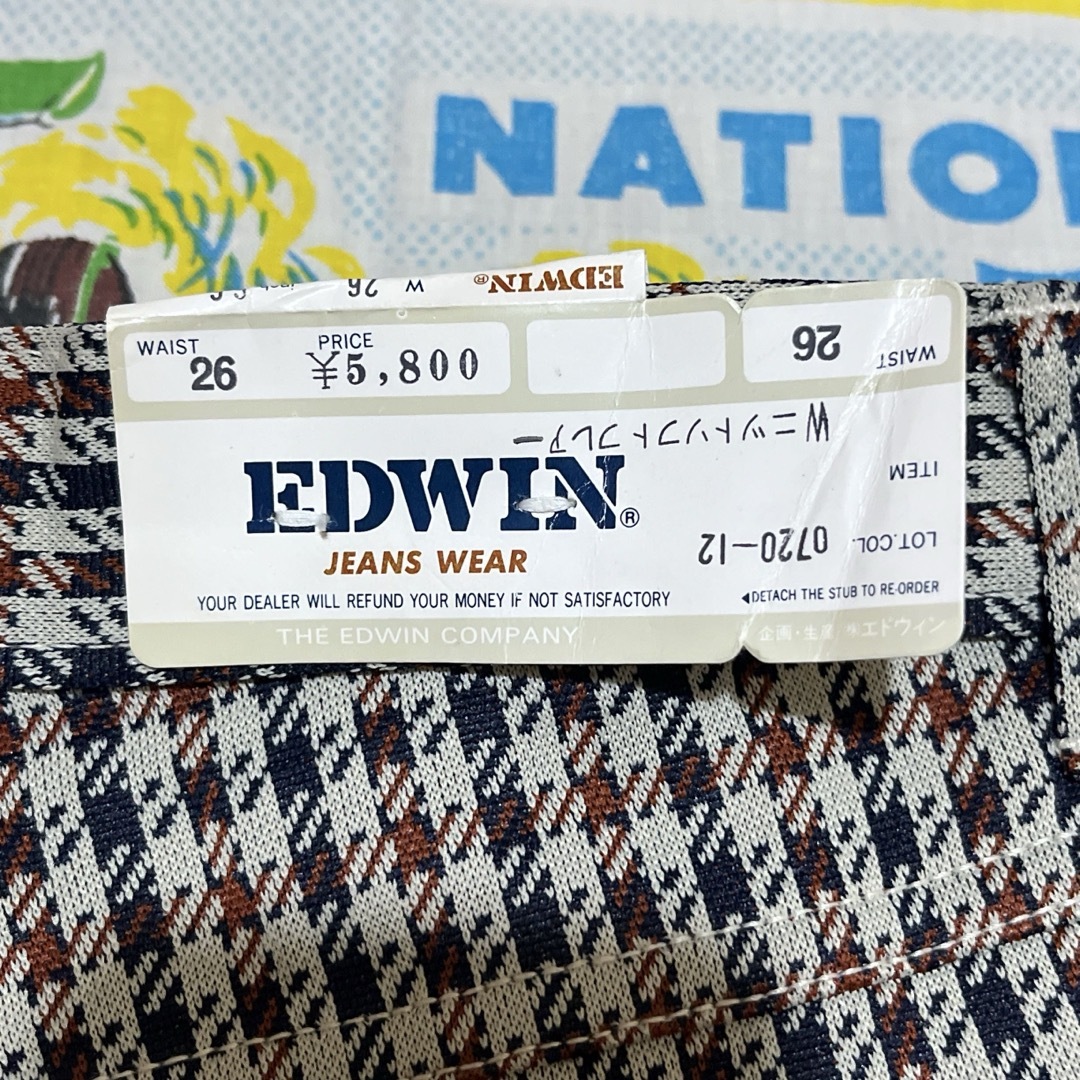 NATIO
EDWIN®
W 26
WAIST 26
PRICE ¥5,800
EDWIN®
JEANS WEAR
YOUR DEALER WILL REFUND YOUR MONEY IF NOT SATISFACTORY
THE EDWIN COMPANY
WAIST 26
Wニットソフトフレアー
ITEM
LOT.COL. 0720-12
◀DETACH THE STUB TO RE-ORDER
企画・生産 ㈱エドウィン